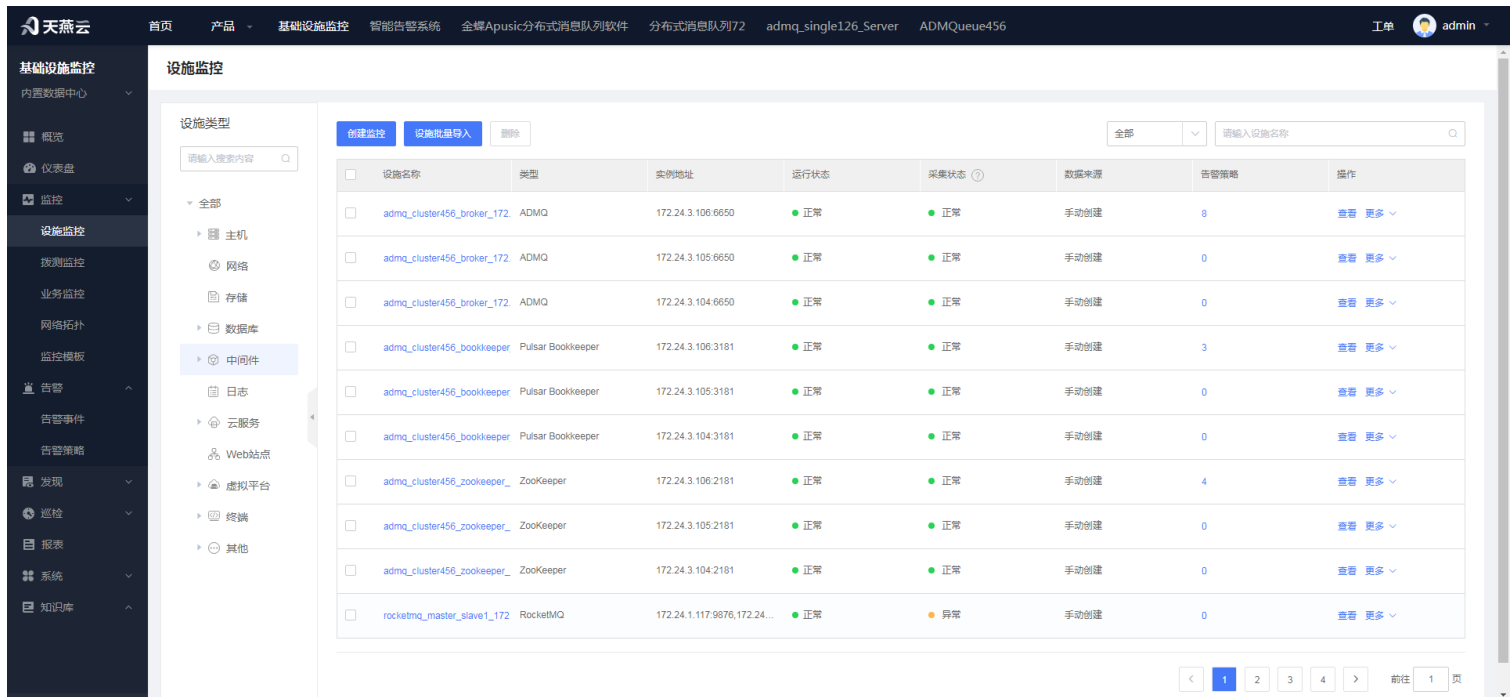 天燕云 首页 产品 基础设施监控 智能告警系统 金蝶Apusic分布式消息队列软件 分布式消息队列72 admq_single126_Server ADMQueue456 工单 admin
基础设施监控
内置数据中心
概览
仪表盘
监控
设施监控
拨测监控
业务监控
网络拓扑
监控模板
告警
告警事件
告警策略
发现
巡检
报表
系统
知识库
设施监控
设施类型
请输入搜索内容
全部
主机
网络
存储
数据库
中间件
日志
云服务
Web站点
虚拟平台
终端
其他
创建监控 设施批量导入 删除 全部 请输入设施名称
设施名称 类型 实例地址 运行状态 采集状态 ? 数据来源 告警策略 操作
admq_cluster456_broker_172. ADMQ 172.24.3.106:6650 正常 正常 手动创建 8 查看 更多
admq_cluster456_broker_172. ADMQ 172.24.3.105:6650 正常 正常 手动创建 0 查看 更多
admq_cluster456_broker_172. ADMQ 172.24.3.104:6650 正常 正常 手动创建 0 查看 更多
admq_cluster456_bookkeeper Pulsar Bookkeeper 172.24.3.106:3181 正常 正常 手动创建 3 查看 更多
admq_cluster456_bookkeeper Pulsar Bookkeeper 172.24.3.105:3181 正常 正常 手动创建 0 查看 更多
admq_cluster456_bookkeeper Pulsar Bookkeeper 172.24.3.104:3181 正常 正常 手动创建 0 查看 更多
admq_cluster456_zookeeper_ ZooKeeper 172.24.3.106:2181 正常 正常 手动创建 4 查看 更多
admq_cluster456_zookeeper_ ZooKeeper 172.24.3.105:2181 正常 正常 手动创建 0 查看 更多
admq_cluster456_zookeeper_ ZooKeeper 172.24.3.104:2181 正常 正常 手动创建 0 查看 更多
rocketmq_master_slave1_172 RocketMQ 172.24.1.117:9876,172.24... 正常 异常 手动创建 0 查看 更多
1 2 3 4 前往 1 页